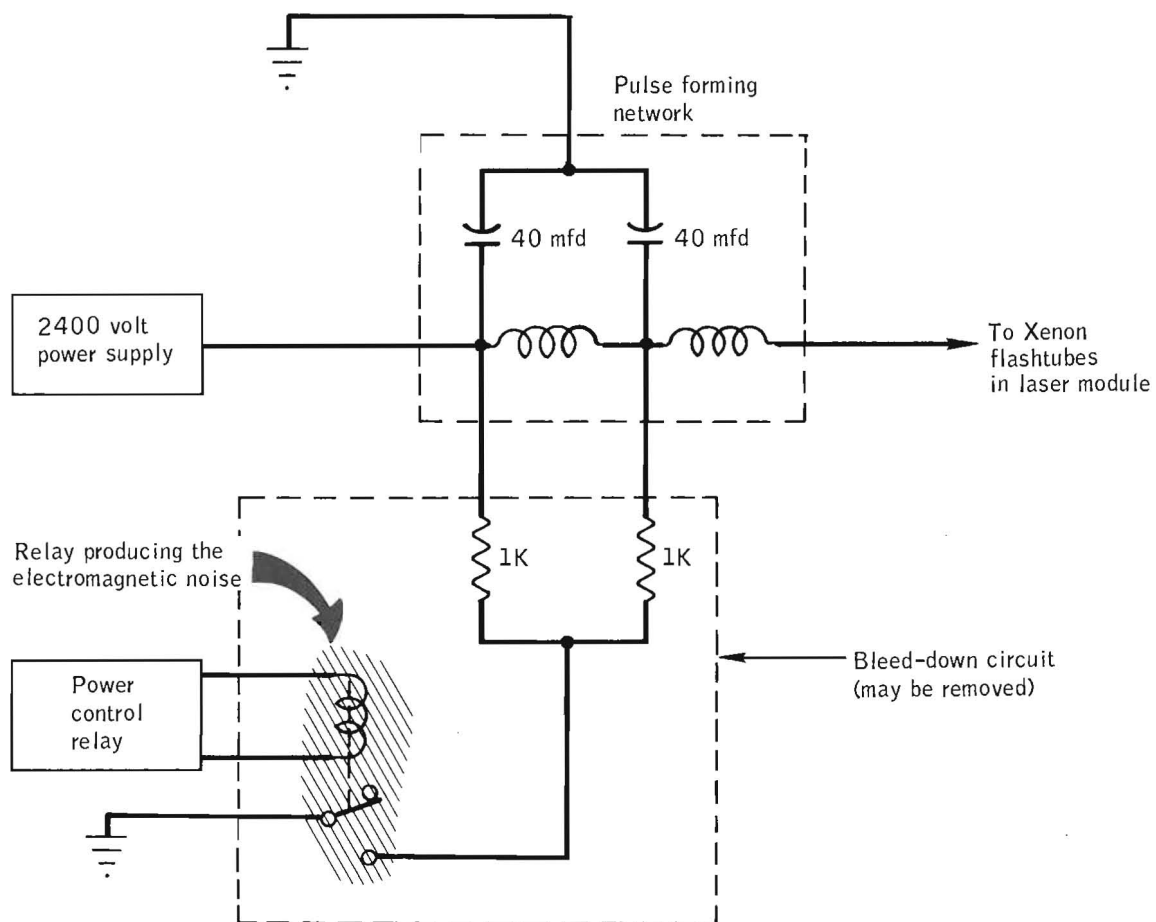 Pulse forming
network
40 mfd
40 mfd
2400 volt
power supply
To Xenon
flashtubes
in laser module
Relay producing the
electromagnetic noise
1K
1K
Power
control
relay
Bleed-down circuit
(may be removed)